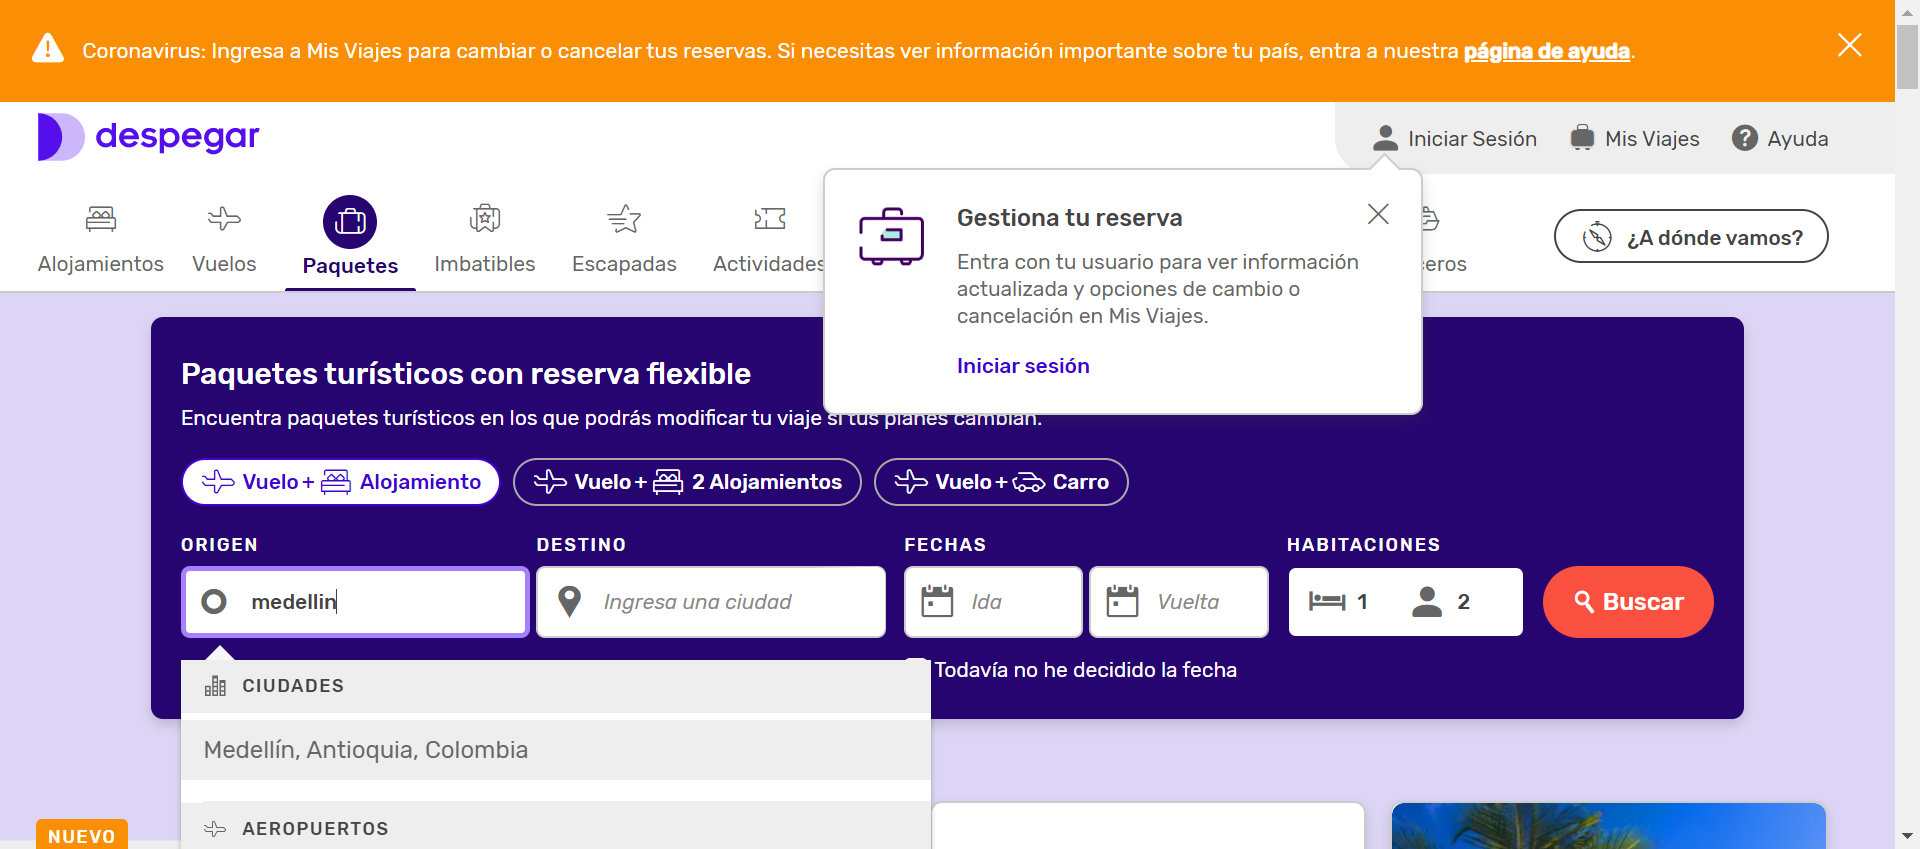 Coronavirus: Ingresa a Mis Viajes para cambiar o cancelar tus reservas. Si necesitas ver información importante sobre tu país, entra a nuestra página de ayuda.
despegar
Iniciar Sesión
Mis Viajes
Ayuda
Alojamientos
Vuelos
Paquetes
Imbatibles
Escapadas
Actividades
ceros
¿A dónde vamos?
Gestiona tu reserva
Entra con tu usuario para ver información
actualizada y opciones de cambio o
cancelación en Mis Viajes.
Iniciar sesión
Paquetes turísticos con reserva flexible
Encuentra paquetes turísticos en los que podrás modificar tu viaje si tus planes cambian.
Vuelo + Alojamiento
Vuelo + 2 Alojamientos
Vuelo + Carro
ORIGEN
DESTINO
FECHAS
HABITACIONES
medellin
Ingresa una ciudad
Ida
Vuelta
1
2
Buscar
Todavía no he decidido la fecha
CIUDADES
Medellín, Antioquia, Colombia
AEROPUERTOS
NUEVO